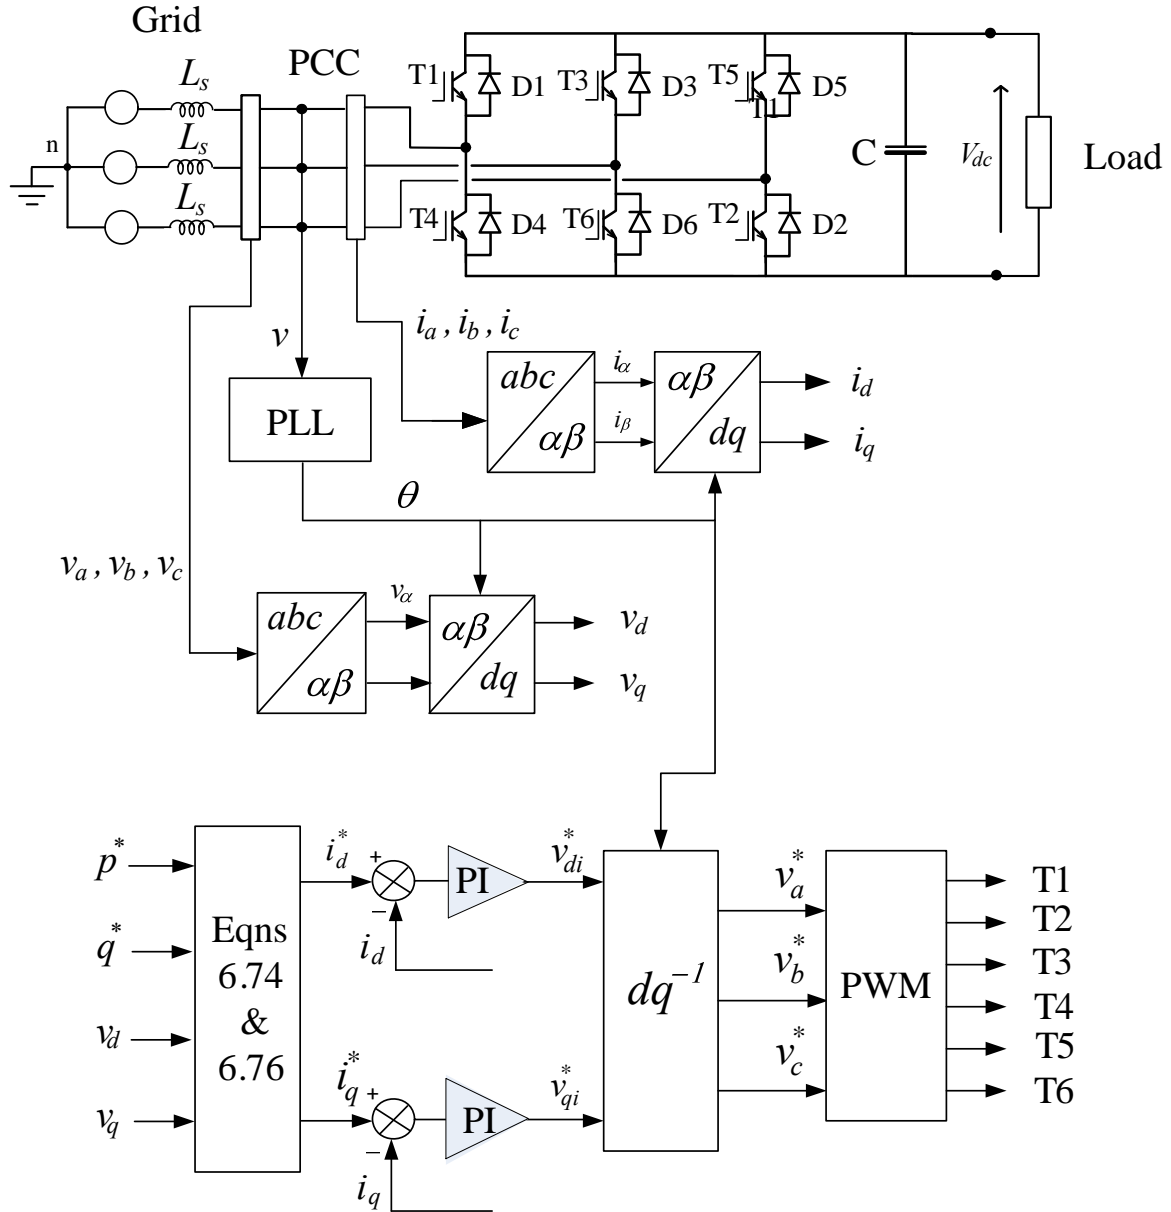 Grid
PCC
L_s
L_s
L_s
n
T1
D1
T3
D3
T5
D5
T1
T4
D4
T6
D6
T2
D2
C
V_dc
Load
v
i_a , i_b , i_c
PLL
abc
αβ
i_α
i_β
αβ
dq
i_d
i_q
θ
v_a , v_b , v_c
abc
αβ
v_α
αβ
dq
v_d
v_q
p^*
q^*
v_d
v_q
Eqns
6.74
&
6.76
i_d^*
+
−
i_d
PI
v_di^*
i_q^*
+
−
i_q
PI
v_qi^*
dq^-1
v_a^*
v_b^*
v_c^*
PWM
T1
T2
T3
T4
T5
T6